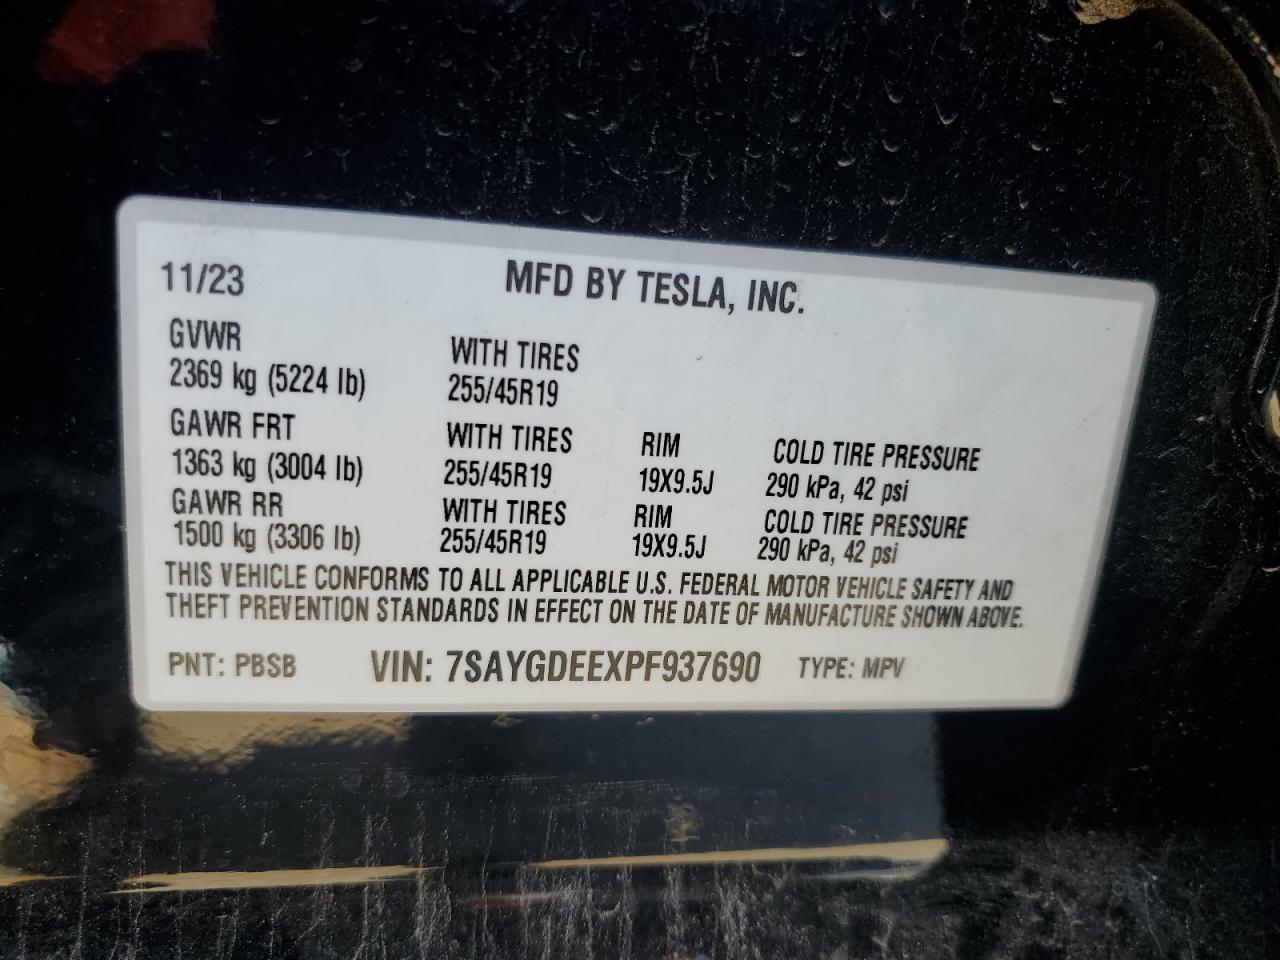 11/23 MFD BY TESLA, INC.
GVWR WITH TIRES
2369 kg (5224 lb) 255/45R19
GAWR FRT WITH TIRES RIM COLD TIRE PRESSURE
1363 kg (3004 lb) 255/45R19 19X9.5J 290 kPa, 42 psi
GAWR RR WITH TIRES RIM COLD TIRE PRESSURE
1500 kg (3306 lb) 255/45R19 19X9.5J 290 kPa, 42 psi
THIS VEHICLE CONFORMS TO ALL APPLICABLE U.S. FEDERAL MOTOR VEHICLE SAFETY AND
THEFT PREVENTION STANDARDS IN EFFECT ON THE DATE OF MANUFACTURE SHOWN ABOVE.
PNT: PBSB VIN: 7SAYGDEEXPF937690 TYPE: MPV